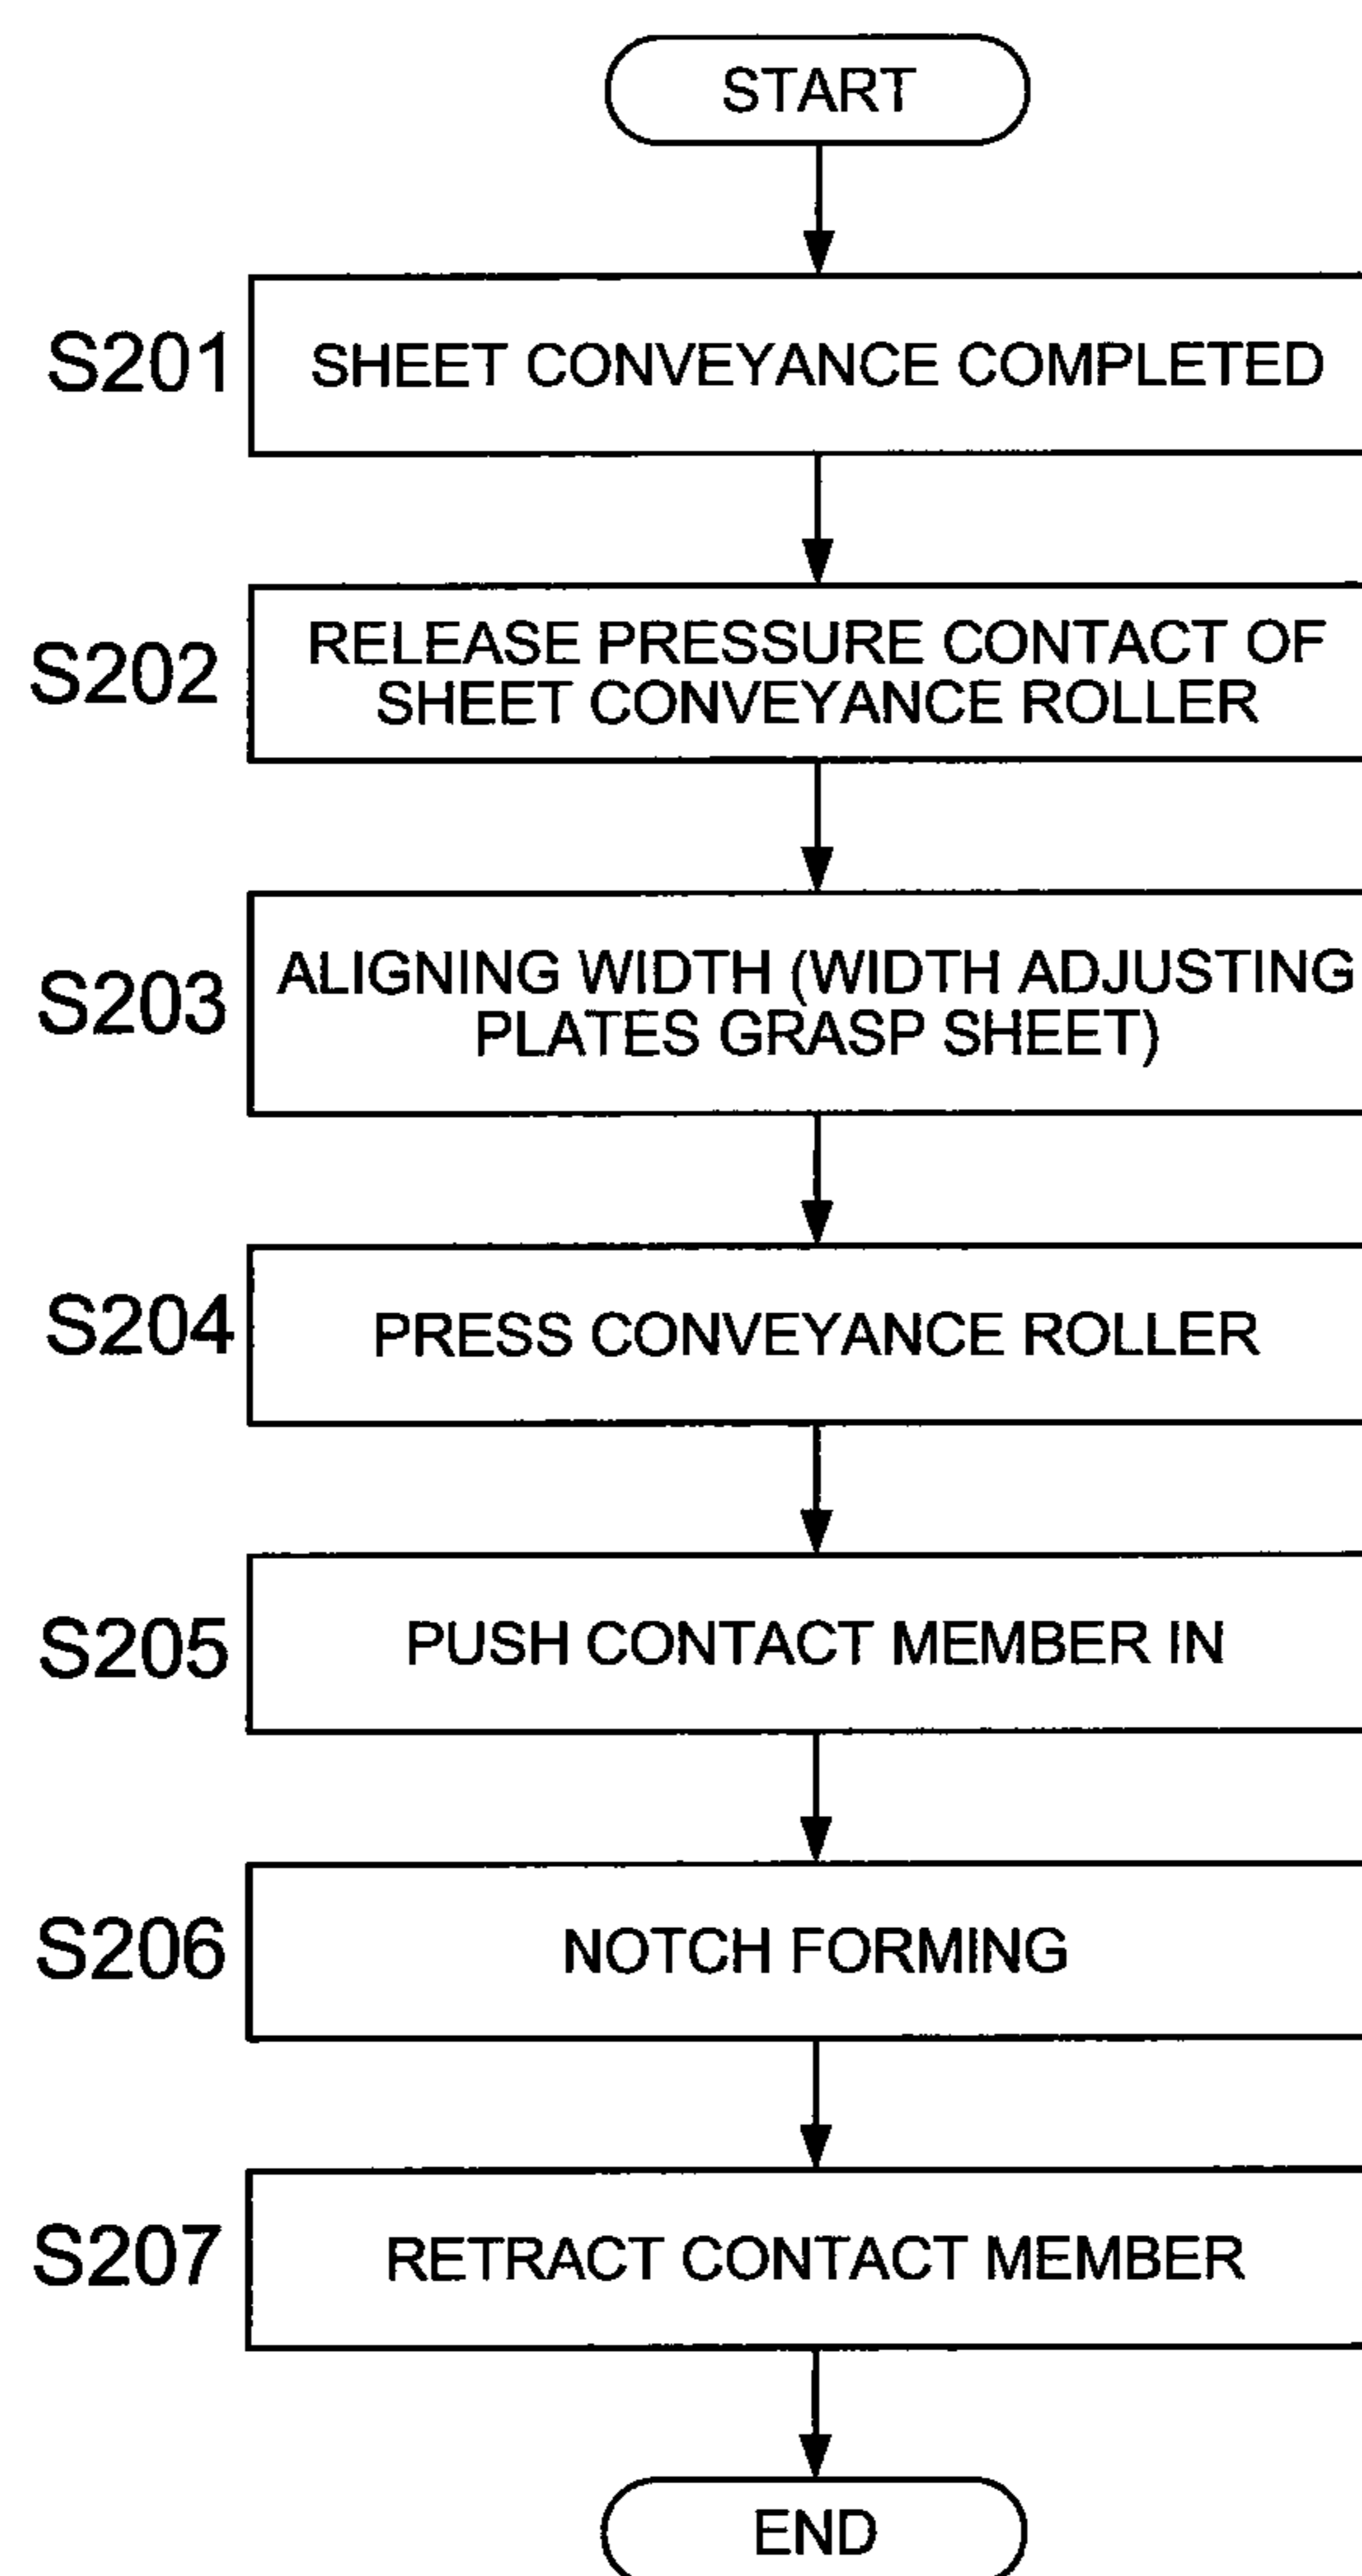 START
S201
SHEET CONVEYANCE COMPLETED
S202
RELEASE PRESSURE CONTACT OF
SHEET CONVEYANCE ROLLER
S203
ALIGNING WIDTH (WIDTH ADJUSTING
PLATES GRASP SHEET)
S204
PRESS CONVEYANCE ROLLER
S205
PUSH CONTACT MEMBER IN
S206
NOTCH FORMING
S207
RETRACT CONTACT MEMBER
END